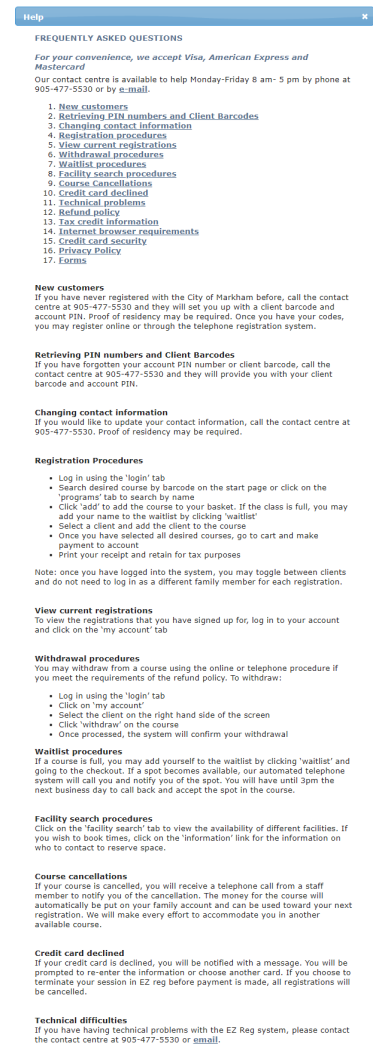 Help
×
FREQUENTLY ASKED QUESTIONS
For your convenience, we accept Visa, American Express and
Mastercard
Our contact centre is available to help Monday-Friday 8 am- 5 pm by phone at
905-477-5530 or by e-mail.
1. New customers
2. Retrieving PIN numbers and Client Barcodes
3. Changing contact information
4. Registration procedures
5. View current registrations
6. Withdrawal procedures
7. Waitlist procedures
8. Facility search procedures
9. Course Cancellations
10. Credit card declined
11. Technical problems
12. Refund policy
13. Tax credit information
14. Internet browser requirements
15. Credit card security
16. Privacy Policy
17. Forms
New customers
If you have never registered with the City of Markham before, call the contact
centre at 905-477-5530 and they will set you up with a client barcode and
account PIN. Proof of residency may be required. Once you have your codes,
you may register online or through the telephone registration system.
Retrieving PIN numbers and Client Barcodes
If you have forgotten your account PIN number or client barcode, call the
contact centre at 905-477-5530 and they will provide you with your client
barcode and account PIN.
Changing contact information
If you would like to update your contact information, call the contact centre at
905-477-5530. Proof of residency may be required.
Registration Procedures
• Log in using the 'login' tab
• Search desired course by barcode on the start page or click on the
'programs' tab to search by name
• Click 'add' to add the course to your basket. If the class is full, you may
add your name to the waitlist by clicking 'waitlist'
• Select a client and add the client to the course
• Once you have selected all desired courses, go to cart and make
payment to account
• Print your receipt and retain for tax purposes
Note: once you have logged into the system, you may toggle between clients
and do not need to log in as a different family member for each registration.
View current registrations
To view the registrations that you have signed up for, log in to your account
and click on the 'my account' tab
Withdrawal procedures
You may withdraw from a course using the online or telephone procedure if
you meet the requirements of the refund policy. To withdraw:
• Log in using the 'login' tab
• Click on 'my account'
• Select the client on the right hand side of the screen
• Click 'withdraw' on the course
• Once processed, the system will confirm your withdrawal
Waitlist procedures
If a course is full, you may add yourself to the waitlist by clicking 'waitlist' and
going to the checkout. If a spot becomes available, our automated telephone
system will call you and notify you of the spot. You will have until 3pm the
next business day to call back and accept the spot in the course.
Facility search procedures
Click on the 'facility search' tab to view the availability of different facilities. If
you wish to book times, click on the 'information' link for the information on
who to contact to reserve space.
Course cancellations
If your course is cancelled, you will receive a telephone call from a staff
member to notify you of the cancellation. The money for the course will
automatically be put on your family account and can be used toward your next
registration. We will make every effort to accommodate you in another
available course.
Credit card declined
If your credit card is declined, you will be notified with a message. You will be
prompted to re-enter the information or choose another card. If you choose to
terminate your session in EZ reg before payment is made, all registrations will
be cancelled.
Technical difficulties
If you have having technical problems with the EZ Reg system, please contact
the contact centre at 905-477-5530 or email.